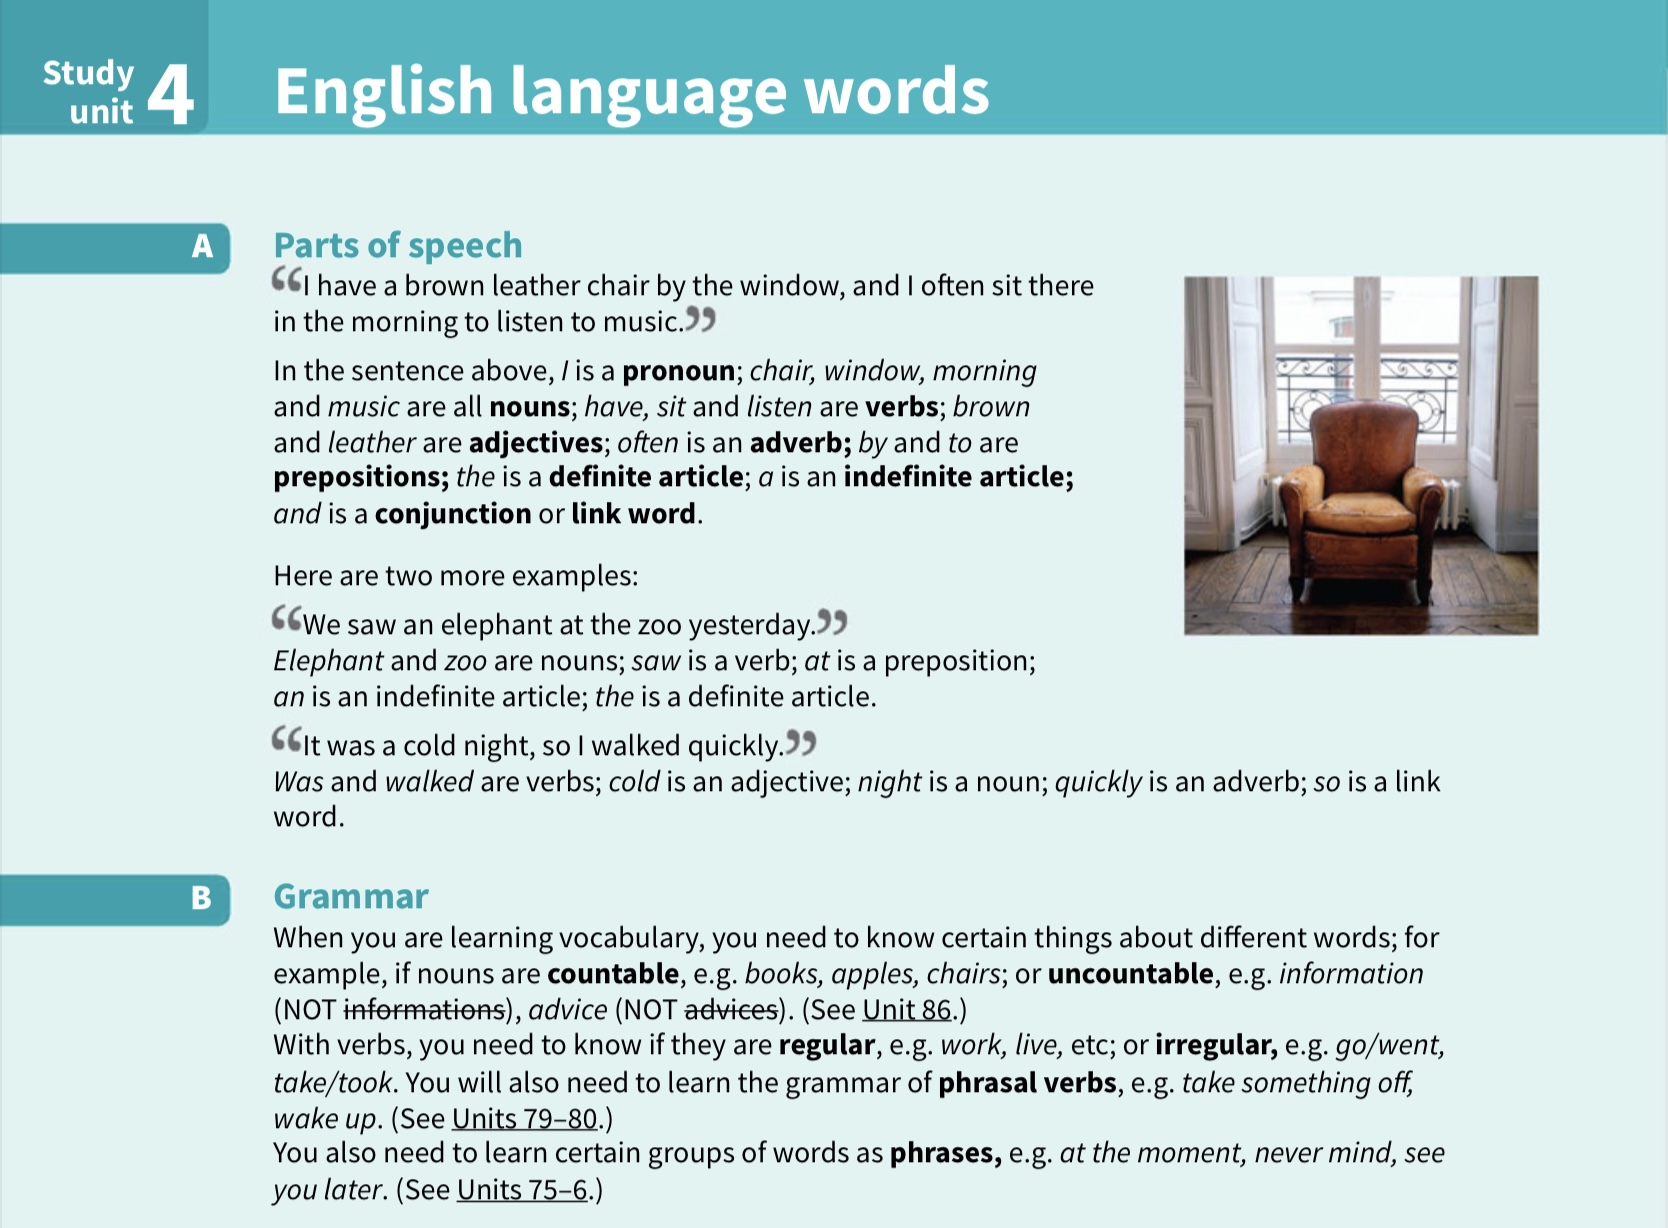 Study
unit 4
English language words
A
Parts of speech
“I have a brown leather chair by the window, and I often sit there
in the morning to listen to music.”
In the sentence above, I is a pronoun; chair, window, morning
and music are all nouns; have, sit and listen are verbs; brown
and leather are adjectives; often is an adverb; by and to are
prepositions; the is a definite article; a is an indefinite article;
and is a conjunction or link word.
Here are two more examples:
“We saw an elephant at the zoo yesterday.”
Elephant and zoo are nouns; saw is a verb; at is a preposition;
an is an indefinite article; the is a definite article.
“It was a cold night, so I walked quickly.”
Was and walked are verbs; cold is an adjective; night is a noun; quickly is an adverb; so is a link
word.
B
Grammar
When you are learning vocabulary, you need to know certain things about different words; for
example, if nouns are countable, e.g. books, apples, chairs; or uncountable, e.g. information
(NOT informations), advice (NOT advices). (See Unit 86.)
With verbs, you need to know if they are regular, e.g. work, live, etc; or irregular, e.g. go/went,
take/took. You will also need to learn the grammar of phrasal verbs, e.g. take something off,
wake up. (See Units 79–80.)
You also need to learn certain groups of words as phrases, e.g. at the moment, never mind, see
you later. (See Units 75–6.)